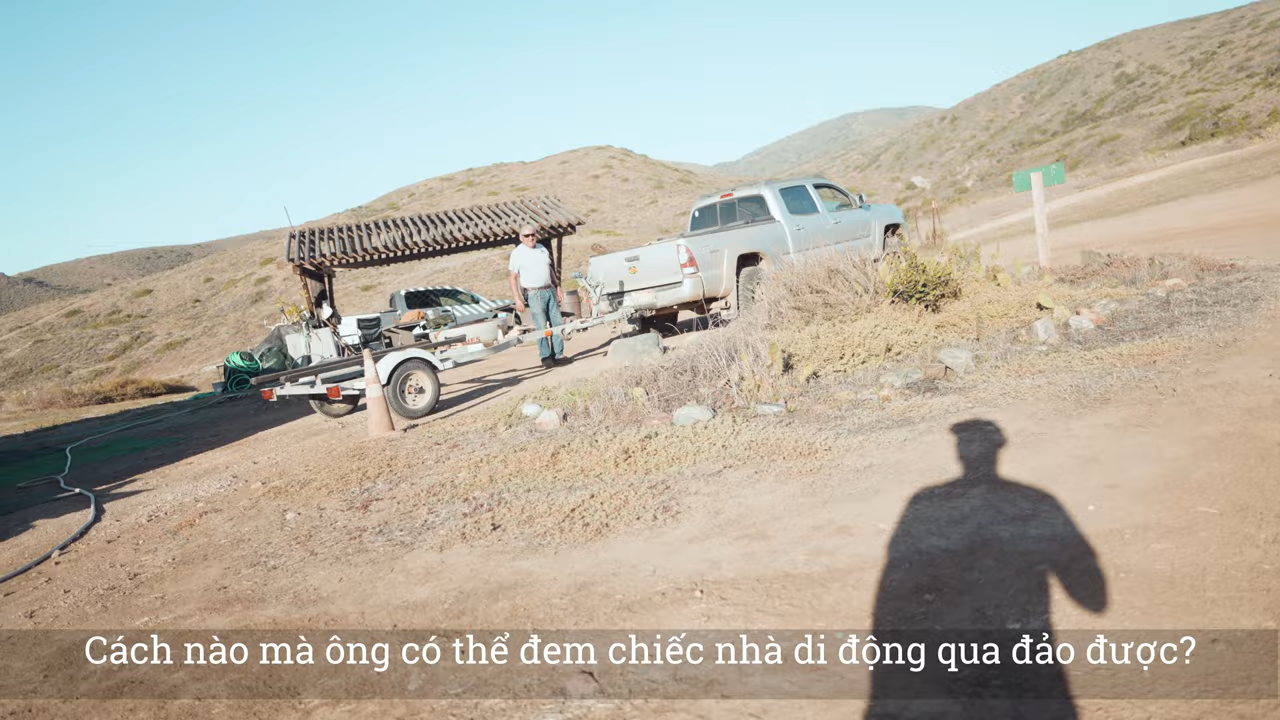 Cách nào mà ông có thể đem chiếc nhà di động qua đảo được?